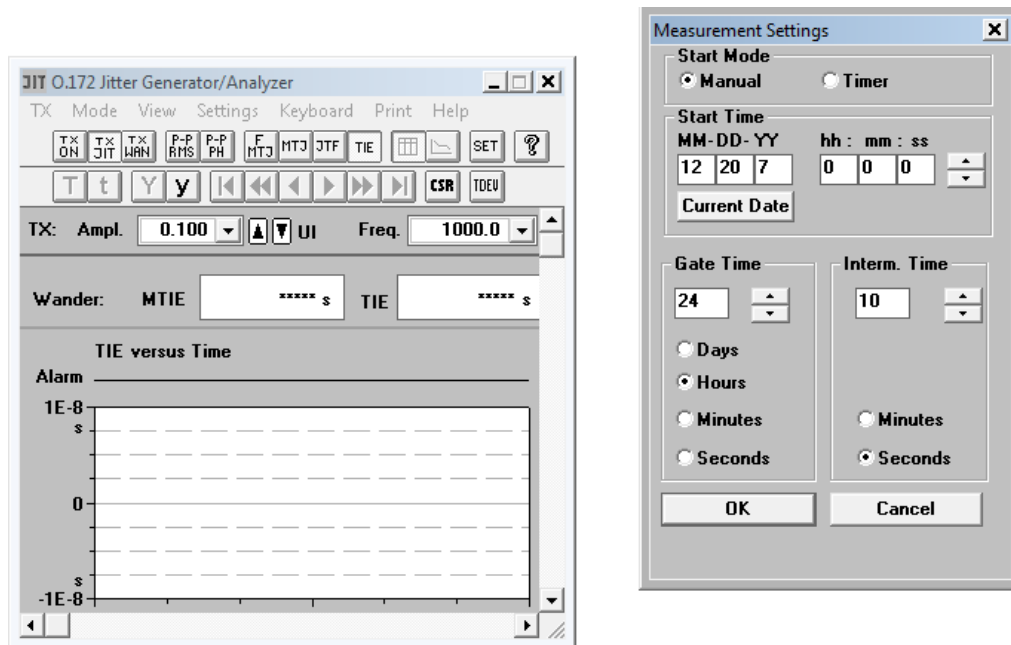 JIT O.172 Jitter Generator/Analyzer
TX Mode View Settings Keyboard Print Help
TX ON TX JIT TX WAN P-P RMS P-P PH F MTJ MTJ JTF TIE SET ?
T t Y y CSR TDEV
TX: Ampl. 0.100 UI Freq. 1000.0
Wander: MTIE ***** s TIE ***** s
TIE versus Time
Alarm
1E-8
s
0
s
-1E-8
Measurement Settings
Start Mode
Manual Timer
Start Time
MM-DD-YY hh : mm : ss
12 20 7 0 0 0
Current Date
Gate Time Interm. Time
24 10
Days
Hours
Minutes Minutes
Seconds Seconds
OK Cancel